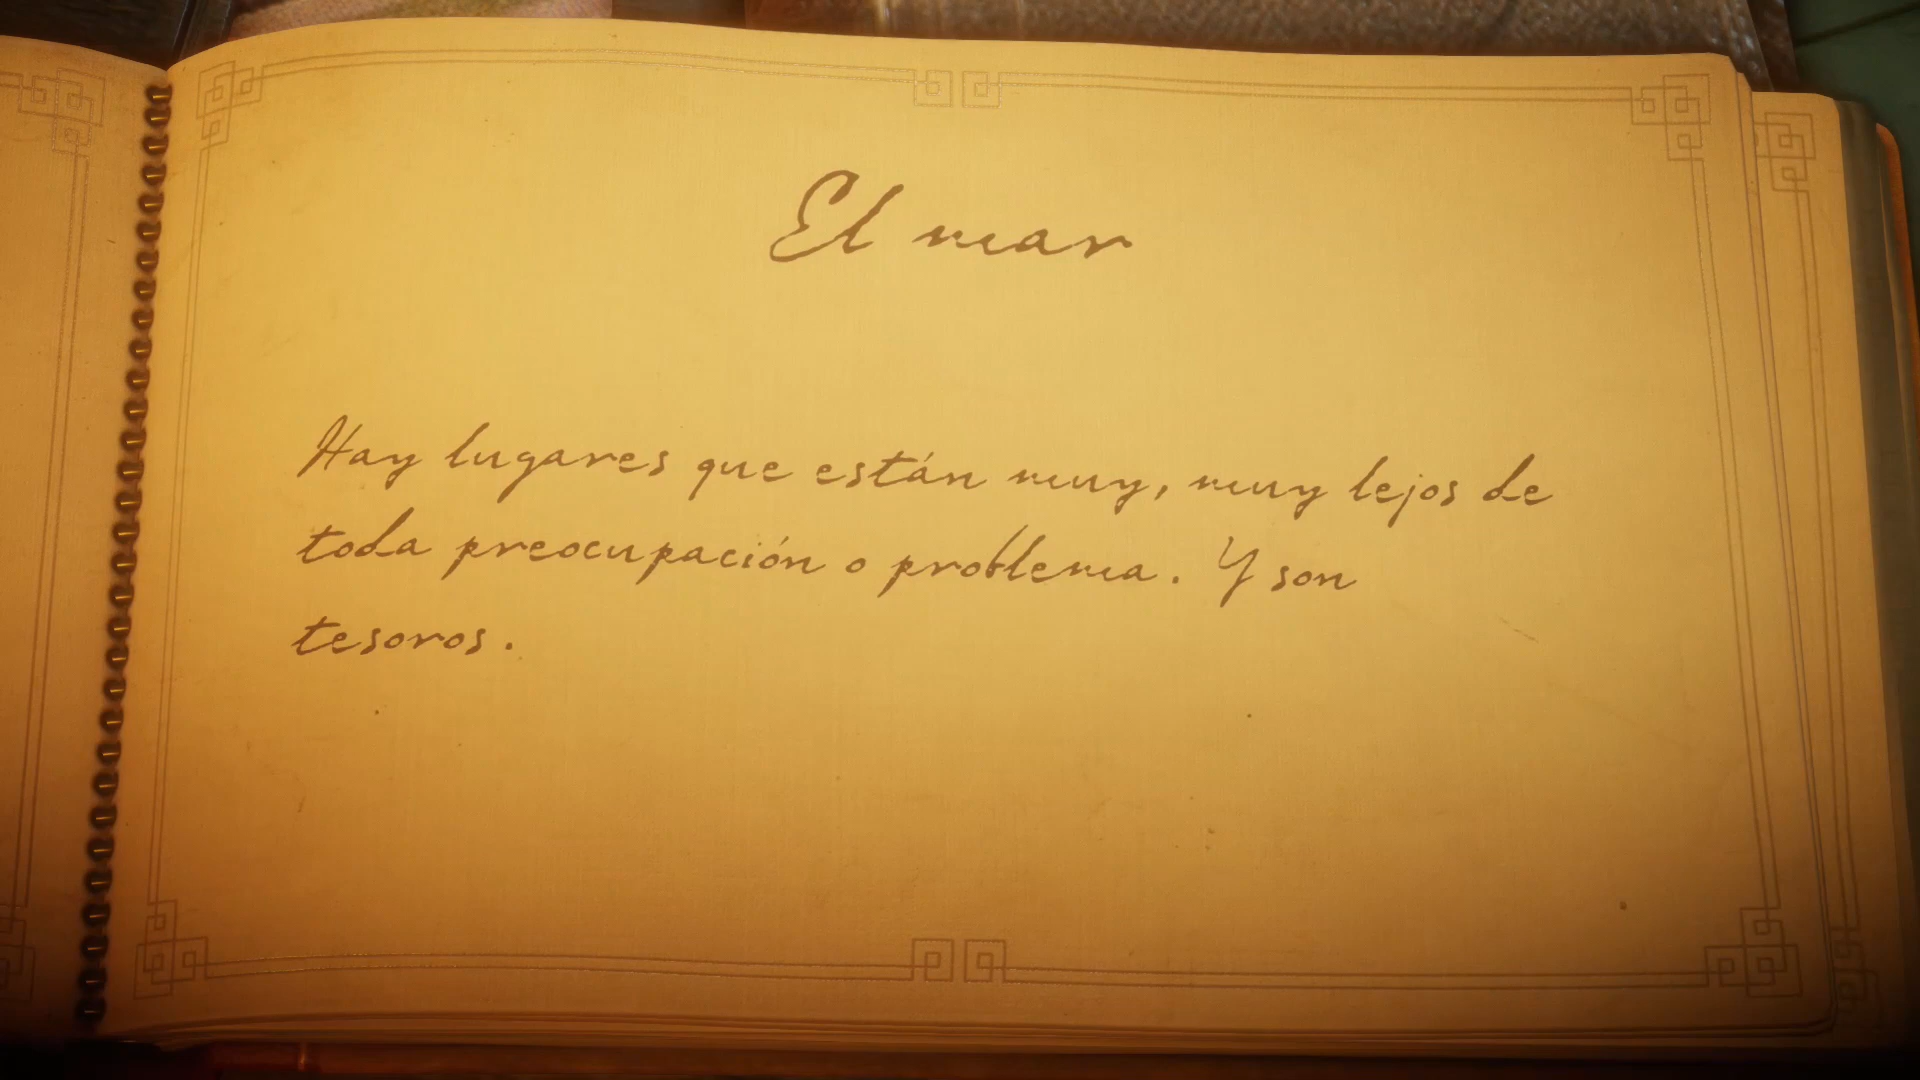 El mar
Hay lugares que están muy, muy lejos de
toda preocupación o problema. Y son
tesoros.